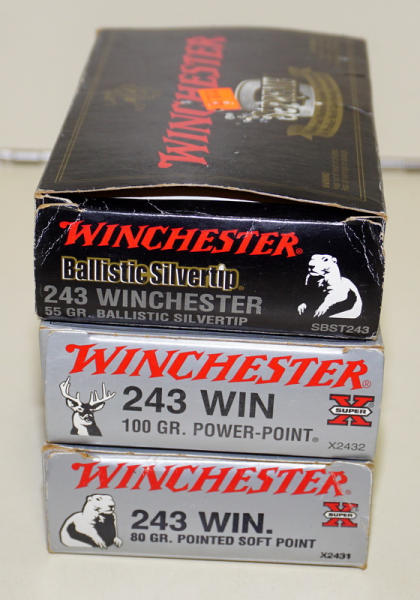 WINCHESTER
WINCHESTER
Ballistic Silvertip®
243 WINCHESTER
55 GR. BALLISTIC SILVERTIP
SBST243
WINCHESTER®
243 WIN
100 GR. POWER-POINT®
X SUPER
X2432
WINCHESTER®
243 WIN.
80 GR. POINTED SOFT POINT
X SUPER
X2431